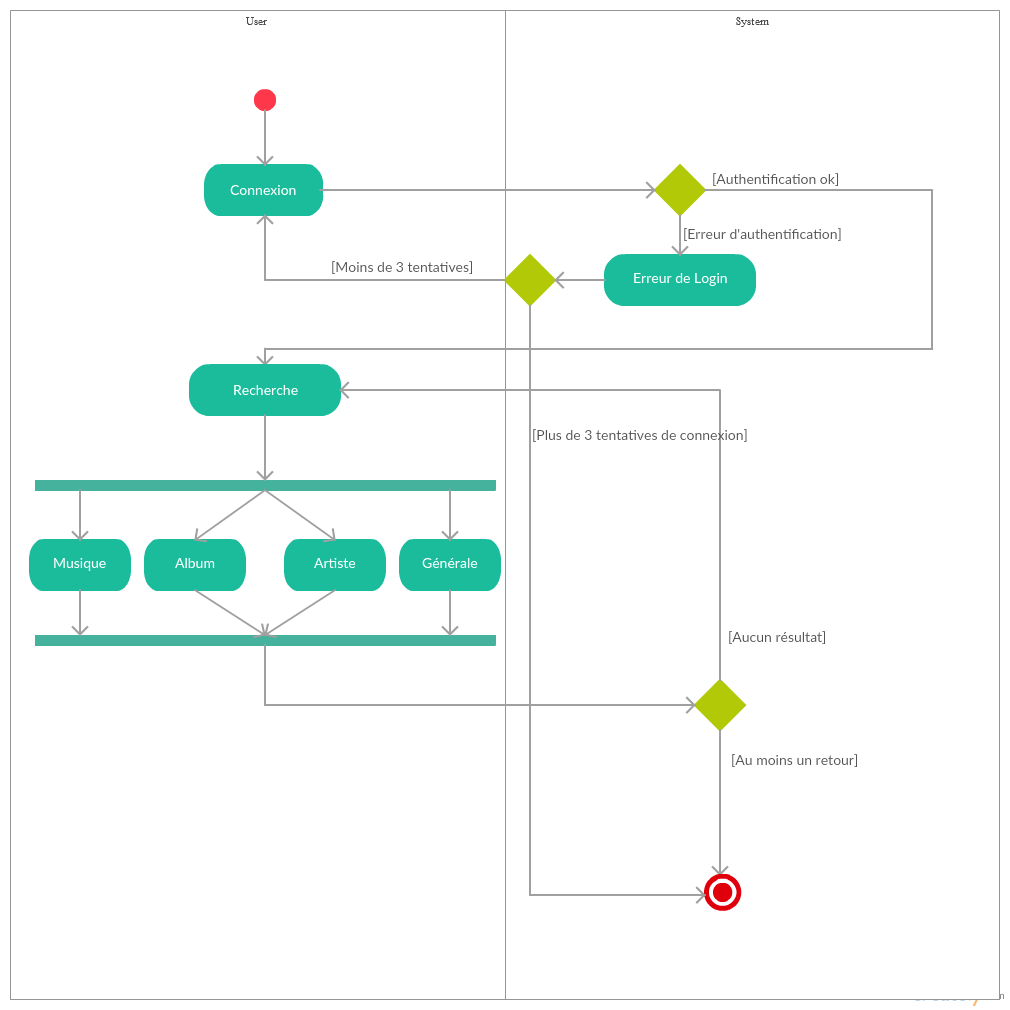 User
System
Connexion
[Authentification ok]
[Erreur d'authentification]
[Moins de 3 tentatives]
Erreur de Login
Recherche
[Plus de 3 tentatives de connexion]
Musique
Album
Artiste
Générale
[Aucun résultat]
[Au moins un retour]